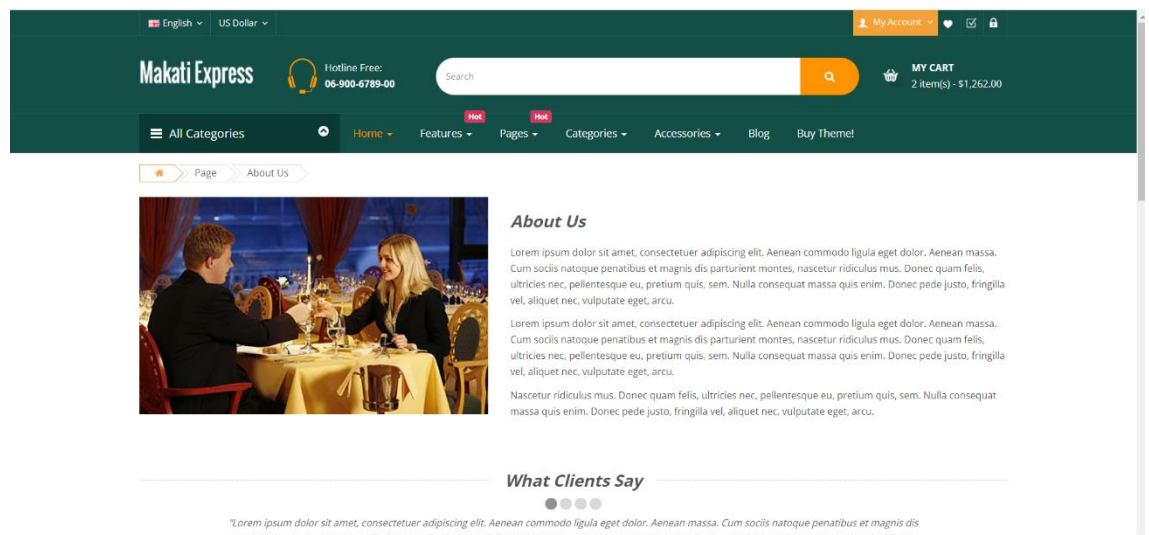 English
US Dollar
My Account
Makati Express
Hotline Free:
06-900-6789-00
Search
MY CART
2 item(s) - $1,262.00
All Categories
Home
Features
Hot
Pages
Hot
Categories
Accessories
Blog
Buy Theme!
Page
About Us
About Us
Lorem ipsum dolor sit amet, consectetuer adipiscing elit. Aenean commodo ligula eget dolor. Aenean massa.
Cum sociis natoque penatibus et magnis dis parturient montes, nascetur ridiculus mus. Donec quam felis,
ultricies nec, pellentesque eu, pretium quis, sem. Nulla consequat massa quis enim. Donec pede justo, fringilla
vel, aliquet nec, vulputate eget, arcu.
Lorem ipsum dolor sit amet, consectetuer adipiscing elit. Aenean commodo ligula eget dolor. Aenean massa.
Cum sociis natoque penatibus et magnis dis parturient montes, nascetur ridiculus mus. Donec quam felis,
ultricies nec, pellentesque eu, pretium quis, sem. Nulla consequat massa quis enim. Donec pede justo, fringilla
vel, aliquet nec, vulputate eget, arcu.
Nascetur ridiculus mus. Donec quam felis, ultricies nec, pellentesque eu, pretium quis, sem. Nulla consequat
massa quis enim. Donec pede justo, fringilla vel, aliquet nec, vulputate eget, arcu.
What Clients Say
"Lorem ipsum dolor sit amet, consectetuer adipiscing elit. Aenean commodo ligula eget dolor. Aenean massa. Cum sociis natoque penatibus et magnis dis